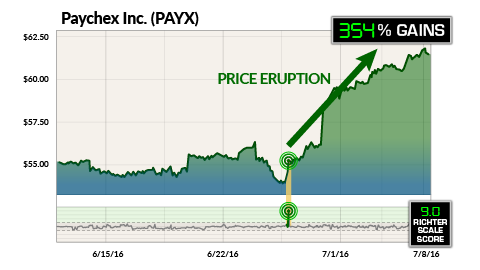 Paychex Inc. (PAYX)
354% GAINS
$62.50
PRICE ERUPTION
$60.00
$57.50
$55.00
9.0
RICHTER
SCALE
SCORE
6/15/16
6/22/16
7/1/16
7/8/16